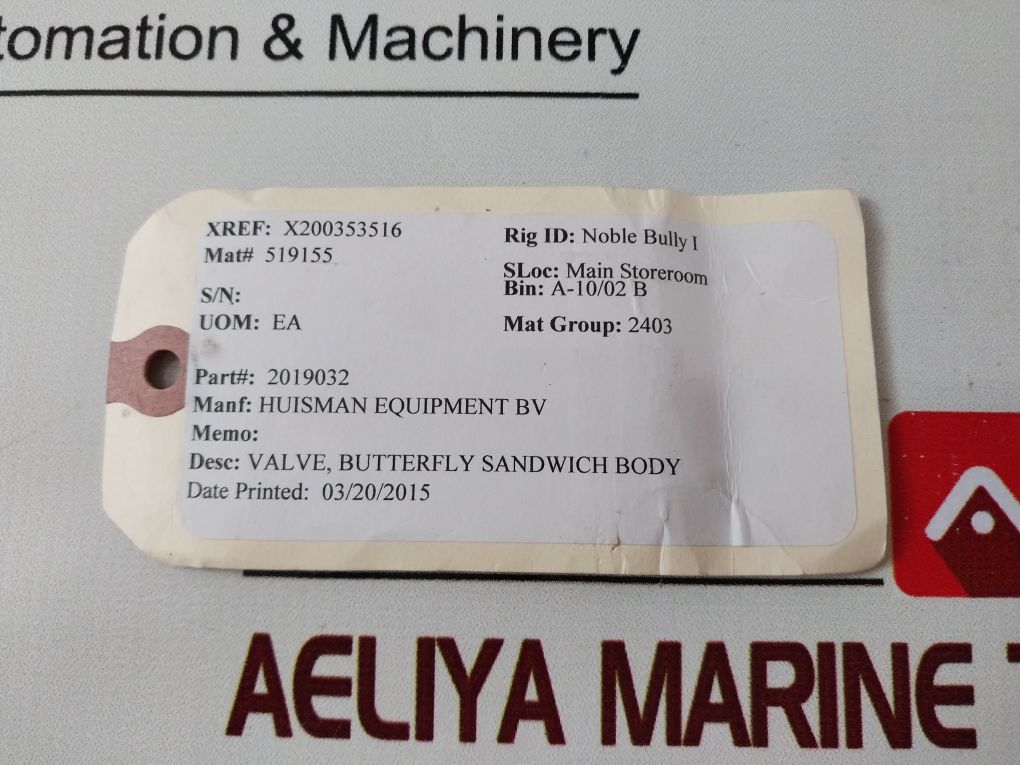 tomation & Machinery
XREF: X200353516
Mat# 519155
S/N:
UOM: EA
Rig ID: Noble Bully I
SLoc: Main Storeroom
Bin: A-10/02 B
Mat Group: 2403
Part#: 2019032
Manf: HUISMAN EQUIPMENT BV
Memo:
Desc: VALVE, BUTTERFLY SANDWICH BODY
Date Printed: 03/20/2015
AELIYA MARINE T